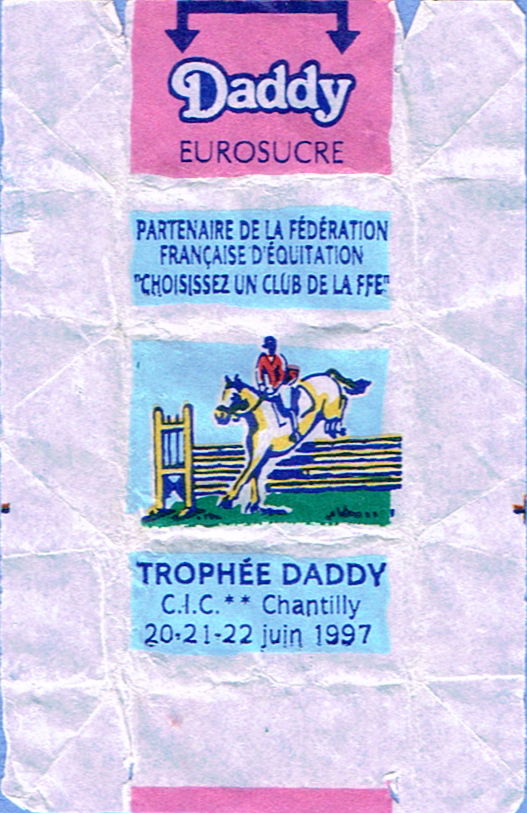 Daddy
EUROSUCRE
PARTENAIRE DE LA FÉDÉRATION
FRANÇAISE D'ÉQUITATION
"CHOISISSEZ UN CLUB DE LA FFE"
TROPHÉE DADDY
C.I.C.** Chantilly
20-21-22 juin 1997